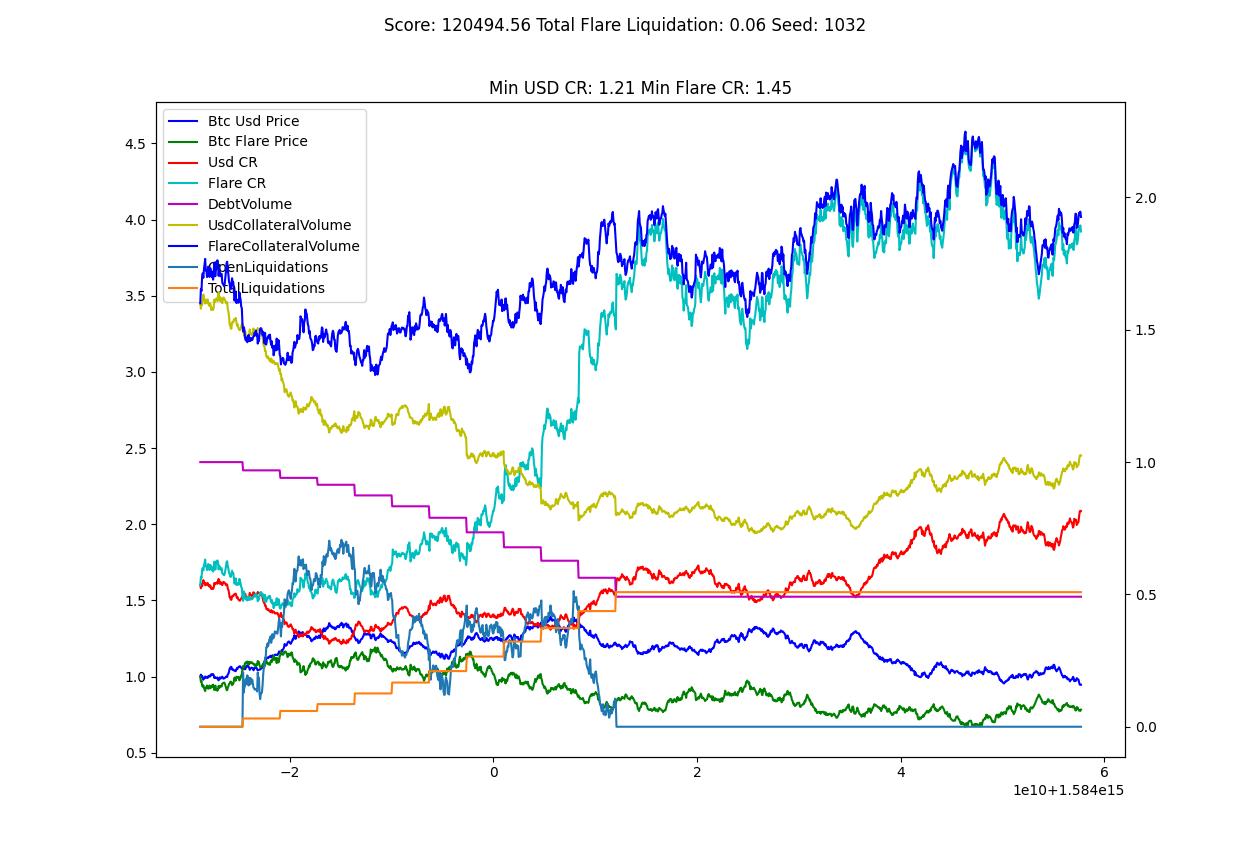 Score: 120494.56 Total Flare Liquidation: 0.06 Seed: 1032
Min USD CR: 1.21 Min Flare CR: 1.45
Btc Usd Price
Btc Flare Price
Usd CR
Flare CR
DebtVolume
UsdCollateralVolume
FlareCollateralVolume
OpenLiquidations
TotalLiquidations
4.5
4.0
3.5
3.0
2.5
2.0
1.5
1.0
0.5
2.0
1.5
1.0
0.5
0.0
−2 0 2 4 6
1e10+1.584e15